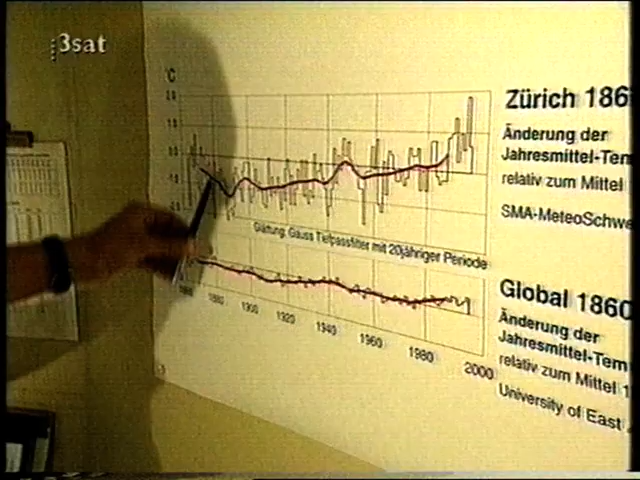 3sat
°C
Zürich 186
Änderung der
Jahresmittel-Tem
relativ zum Mittel
SMA-MeteoSchwe
Glättung: Gauss Tiefpassfilter mit 20jähriger Periode
Global 1860
Änderung der
Jahresmittel-Tem
relativ zum Mittel 1
University of East
1880 1900 1920 1940 1960 1980 2000